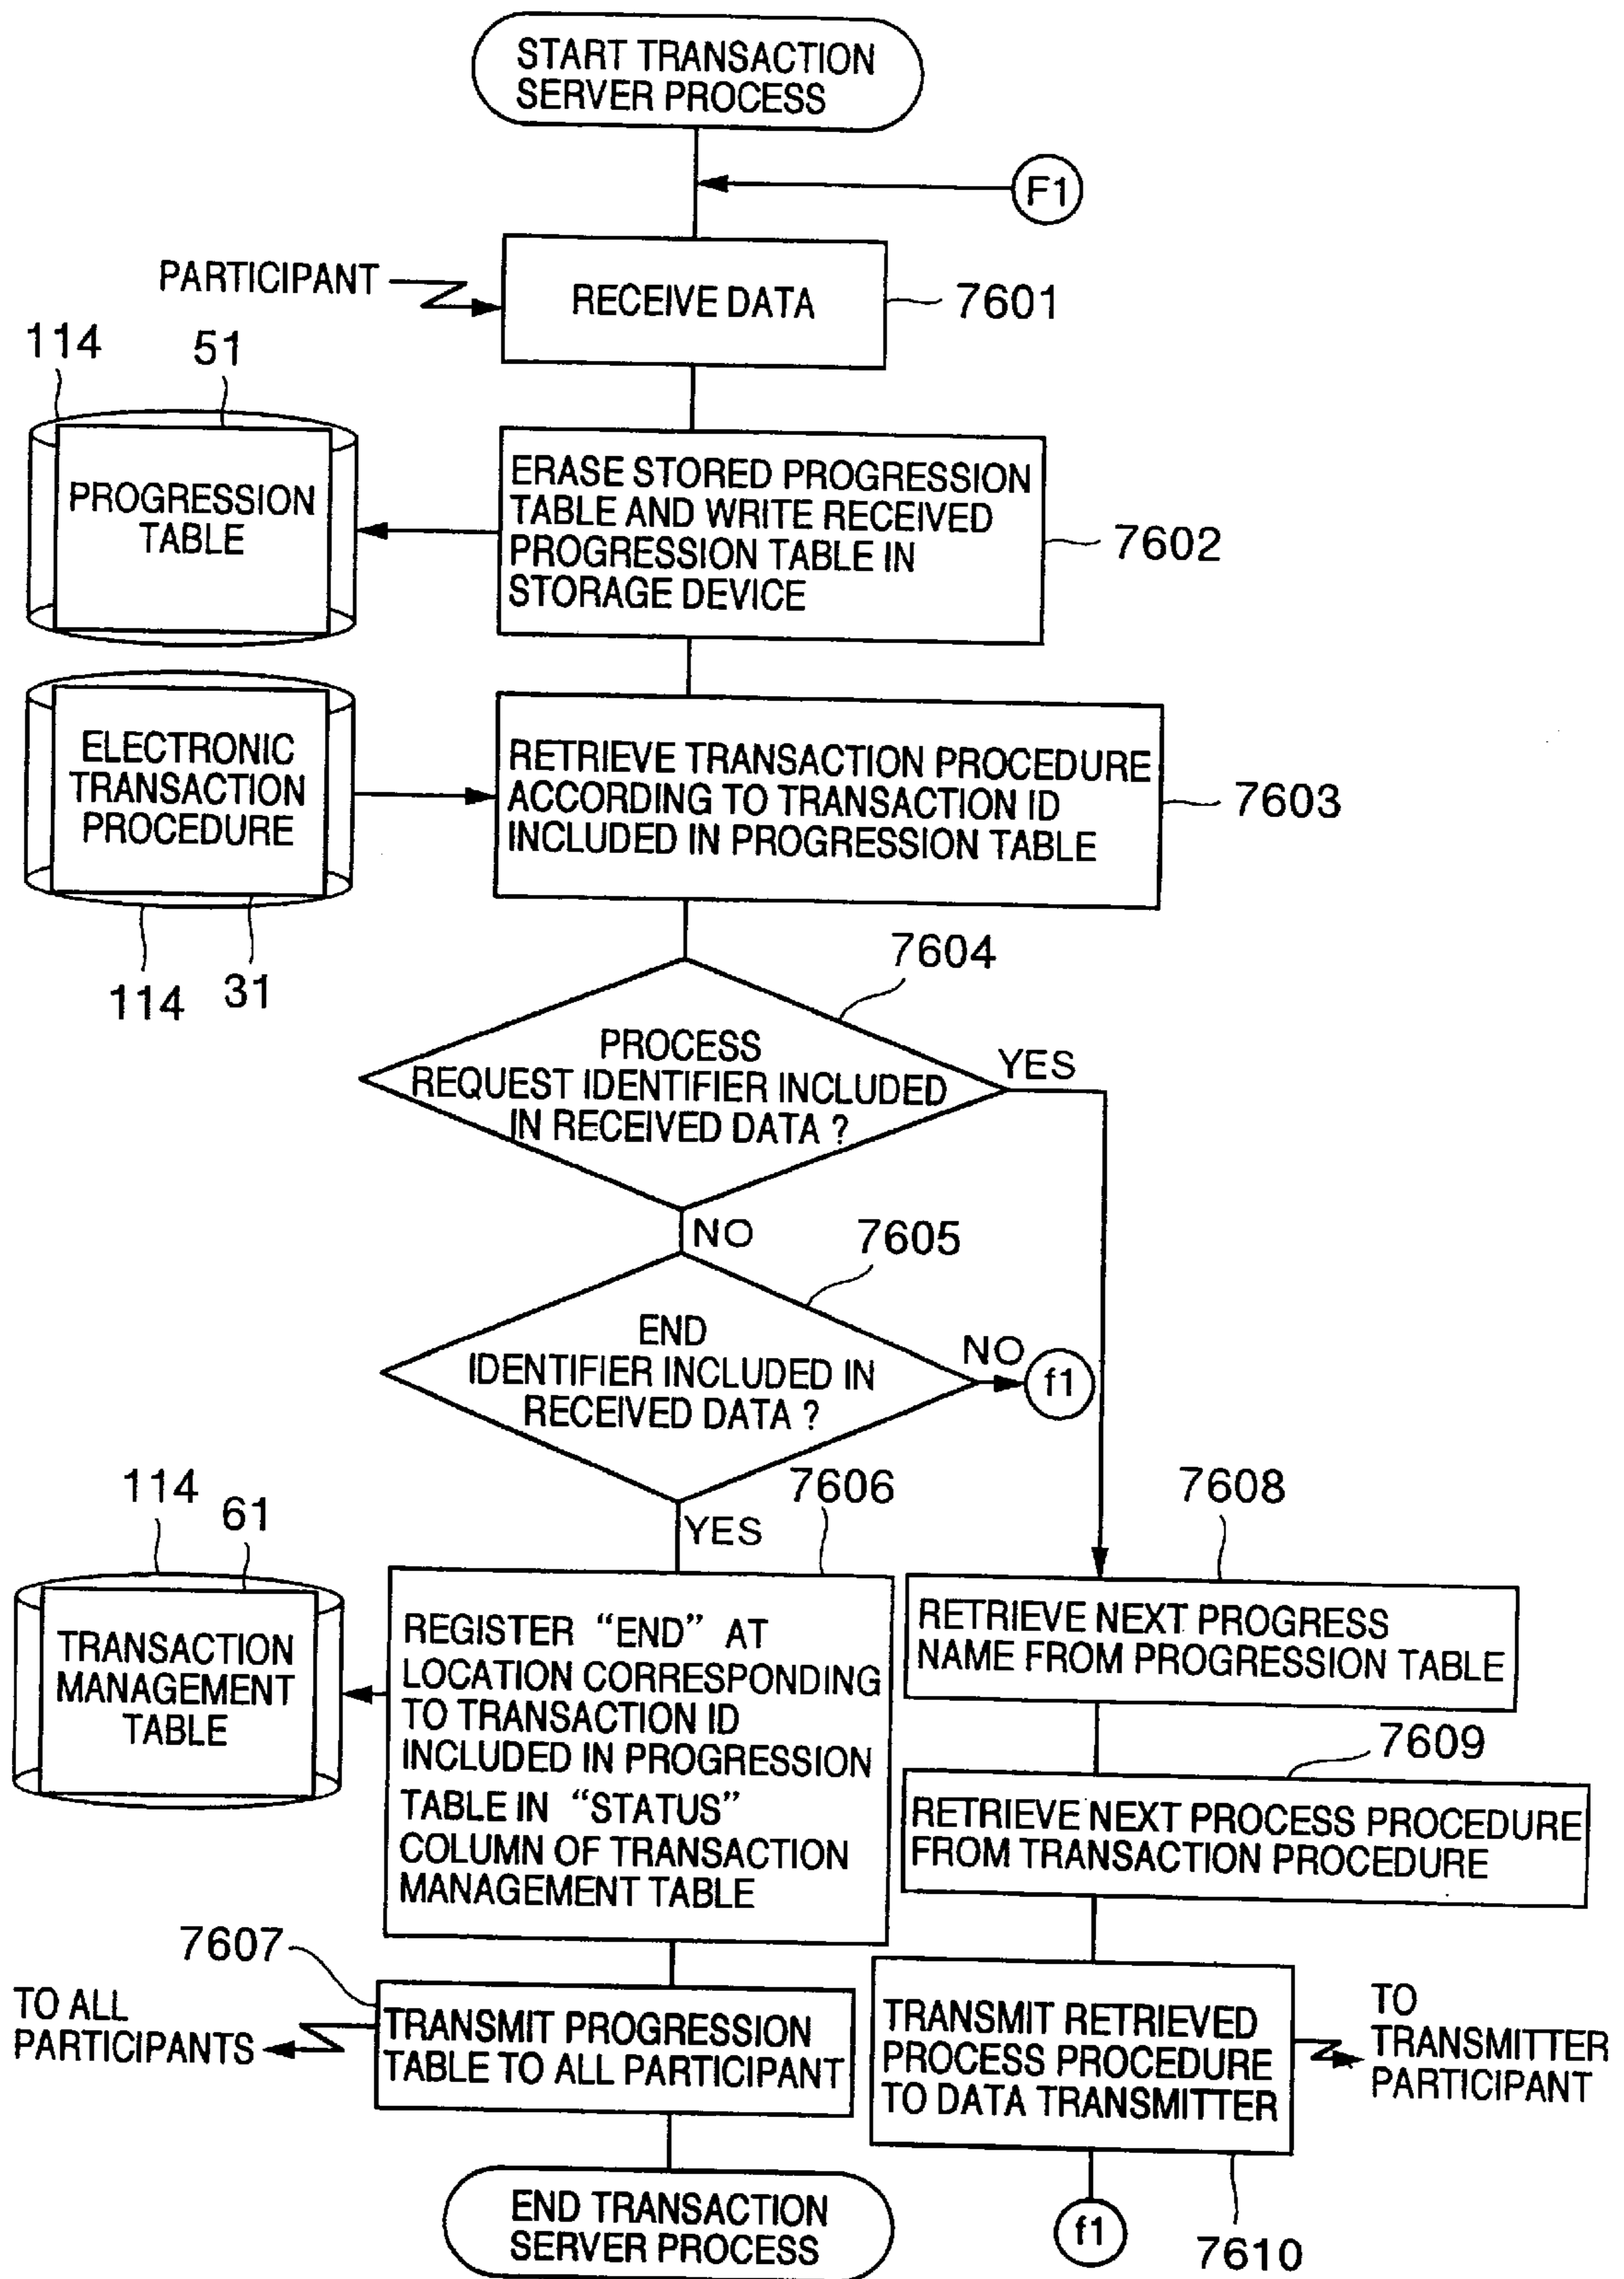 START TRANSACTION
SERVER PROCESS
F1
PARTICIPANT
RECEIVE DATA
7601
114
51
PROGRESSION
TABLE
ERASE STORED PROGRESSION
TABLE AND WRITE RECEIVED
PROGRESSION TABLE IN
STORAGE DEVICE
7602
ELECTRONIC
TRANSACTION
PROCEDURE
RETRIEVE TRANSACTION PROCEDURE
ACCORDING TO TRANSACTION ID
INCLUDED IN PROGRESSION TABLE
7603
114
31
7604
PROCESS
REQUEST IDENTIFIER INCLUDED
IN RECEIVED DATA ?
YES
NO
7605
END
IDENTIFIER INCLUDED IN
RECEIVED DATA ?
NO
f1
YES
114
61
TRANSACTION
MANAGEMENT
TABLE
7606
REGISTER “END” AT
LOCATION CORRESPONDING
TO TRANSACTION ID
INCLUDED IN PROGRESSION
TABLE IN “STATUS”
COLUMN OF TRANSACTION
MANAGEMENT TABLE
7608
RETRIEVE NEXT PROGRESS
NAME FROM PROGRESSION TABLE
7609
RETRIEVE NEXT PROCESS PROCEDURE
FROM TRANSACTION PROCEDURE
7607
TO ALL
PARTICIPANTS
TRANSMIT PROGRESSION
TABLE TO ALL PARTICIPANT
TRANSMIT RETRIEVED
PROCESS PROCEDURE
TO DATA TRANSMITTER
TO
TRANSMITTER
PARTICIPANT
END TRANSACTION
SERVER PROCESS
f1
7610